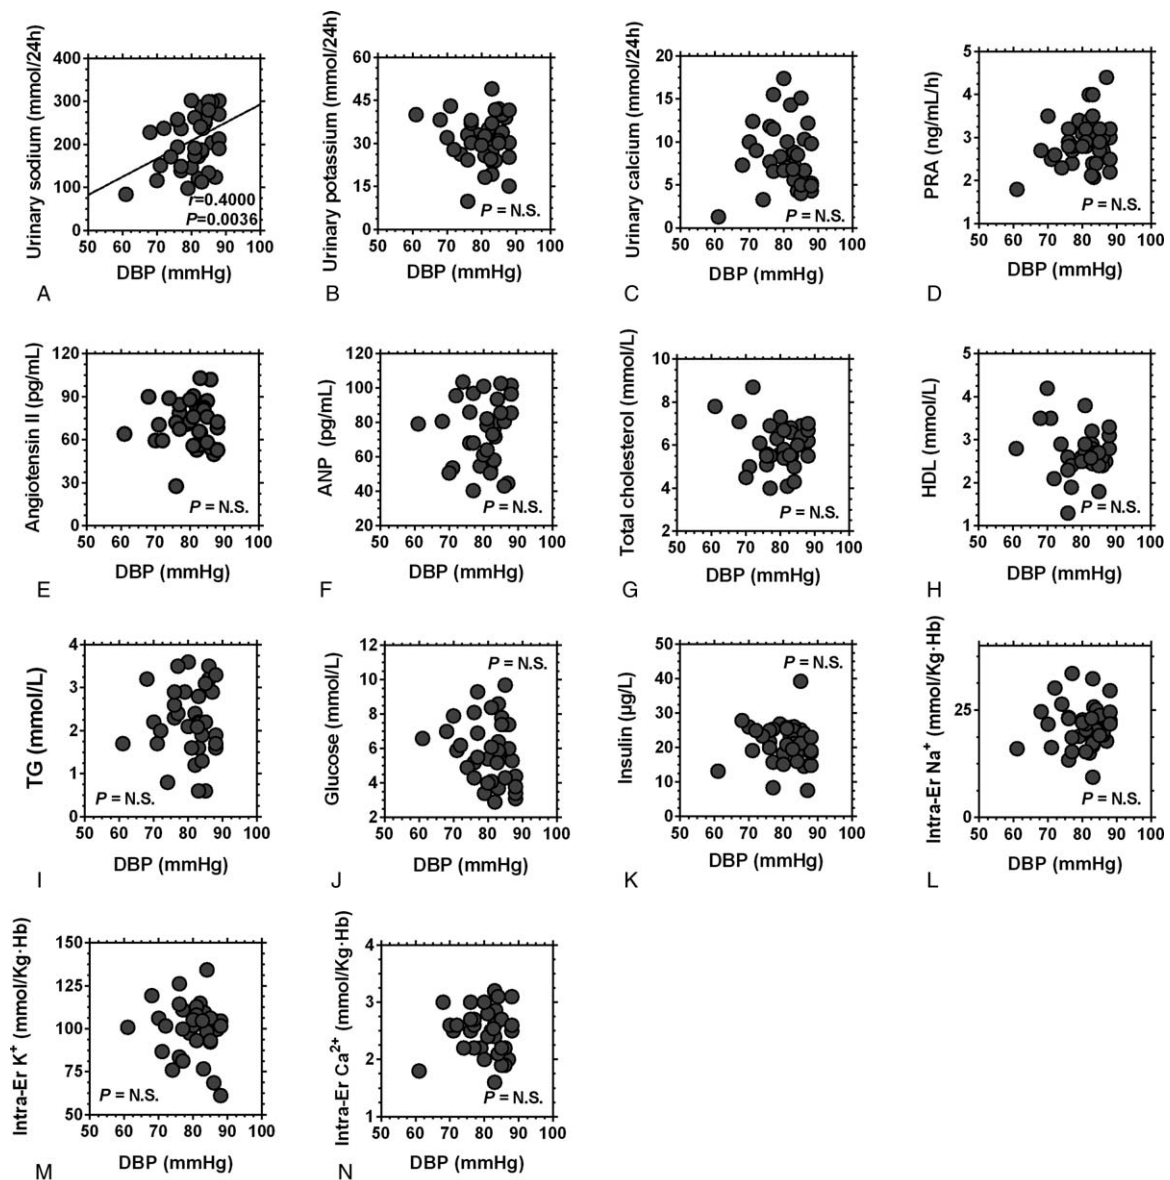 Urinary sodium (mmol/24h)
400
300
200
100
0
r=0.4000
P=0.0036
50 60 70 80 90 100
DBP (mmHg)
A
Urinary potassium (mmol/24h)
60
45
30
15
0
P = N.S.
50 60 70 80 90 100
DBP (mmHg)
B
Urinary calcium (mmol/24h)
20
15
10
5
0
P = N.S.
50 60 70 80 90 100
DBP (mmHg)
C
PRA (ng/mL/h)
5
4
3
2
1
P = N.S.
50 60 70 80 90 100
DBP (mmHg)
D
Angiotensin II (pg/mL)
120
90
60
30
0
P = N.S.
50 60 70 80 90 100
DBP (mmHg)
E
ANP (pg/mL)
120
100
80
60
40
20
P = N.S.
50 60 70 80 90 100
DBP (mmHg)
F
Total cholesterol (mmol/L)
10
8
6
4
2
P = N.S.
50 60 70 80 90 100
DBP (mmHg)
G
HDL (mmol/L)
5
4
3
2
1
P = N.S.
50 60 70 80 90 100
DBP (mmHg)
H
TG (mmol/L)
4
3
2
1
0
P = N.S.
50 60 70 80 90 100
DBP (mmHg)
I
Glucose (mmol/L)
12
10
8
6
4
2
P = N.S.
50 60 70 80 90 100
DBP (mmHg)
J
Insulin (μg/L)
50
40
30
20
10
0
P = N.S.
50 60 70 80 90 100
DBP (mmHg)
K
Intra-Er Na⁺ (mmol/Kg·Hb)
25
0
P = N.S.
50 60 70 80 90 100
DBP (mmHg)
L
Intra-Er K⁺ (mmol/Kg·Hb)
150
125
100
75
50
P = N.S.
50 60 70 80 90 100
DBP (mmHg)
M
Intra-Er Ca²⁺ (mmol/Kg·Hb)
4
3
2
1
P = N.S.
50 60 70 80 90 100
DBP (mmHg)
N